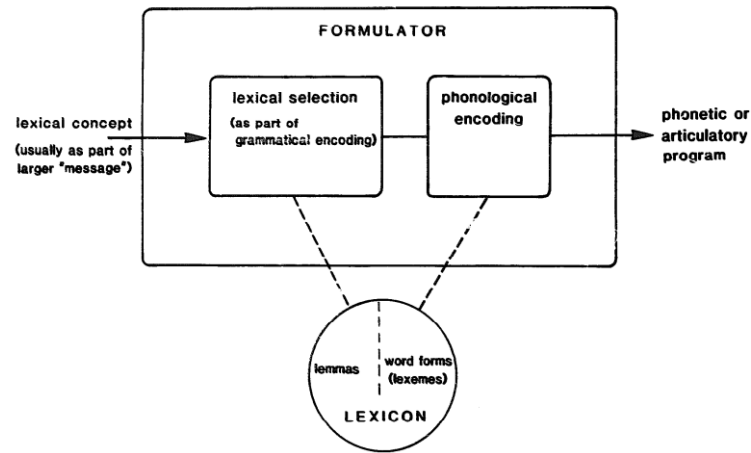 FORMULATOR
lexical concept
(usually as part of
larger "message")
lexical selection
(as part of
grammatical encoding)
phonological
encoding
phonetic or
articulatory
program
lemmas
word forms
(lexemes)
LEXICON